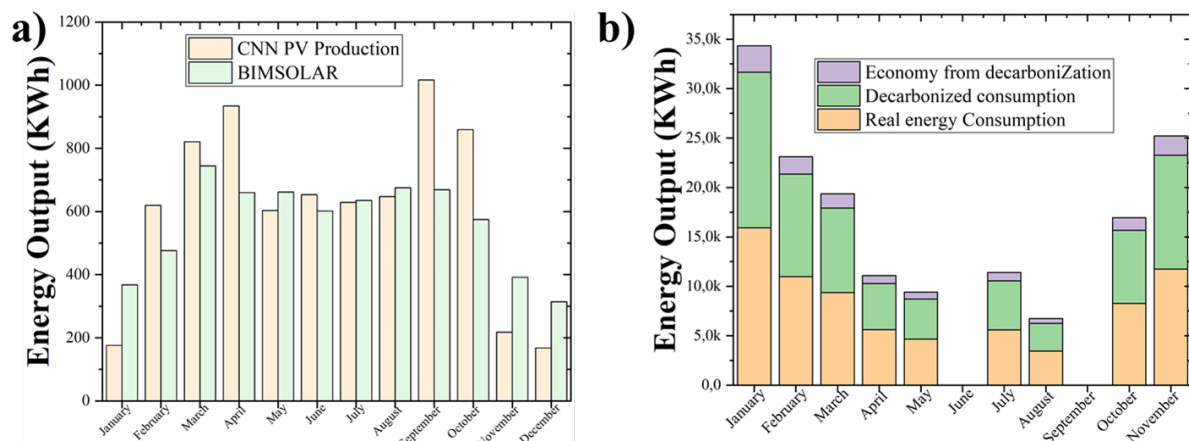 a)
Energy Output (KWh)
1200
1000
800
600
400
200
0
CNN PV Production
BIMSOLAR
January
February
March
April
May
June
July
August
September
October
November
December
b)
Energy Output (KWh)
35,0k
30,0k
25,0k
20,0k
15,0k
10,0k
5,0k
0,0
Economy from decarboniZation
Decarbonized consumption
Real energy Consumption
January
February
March
April
May
June
July
August
September
October
November